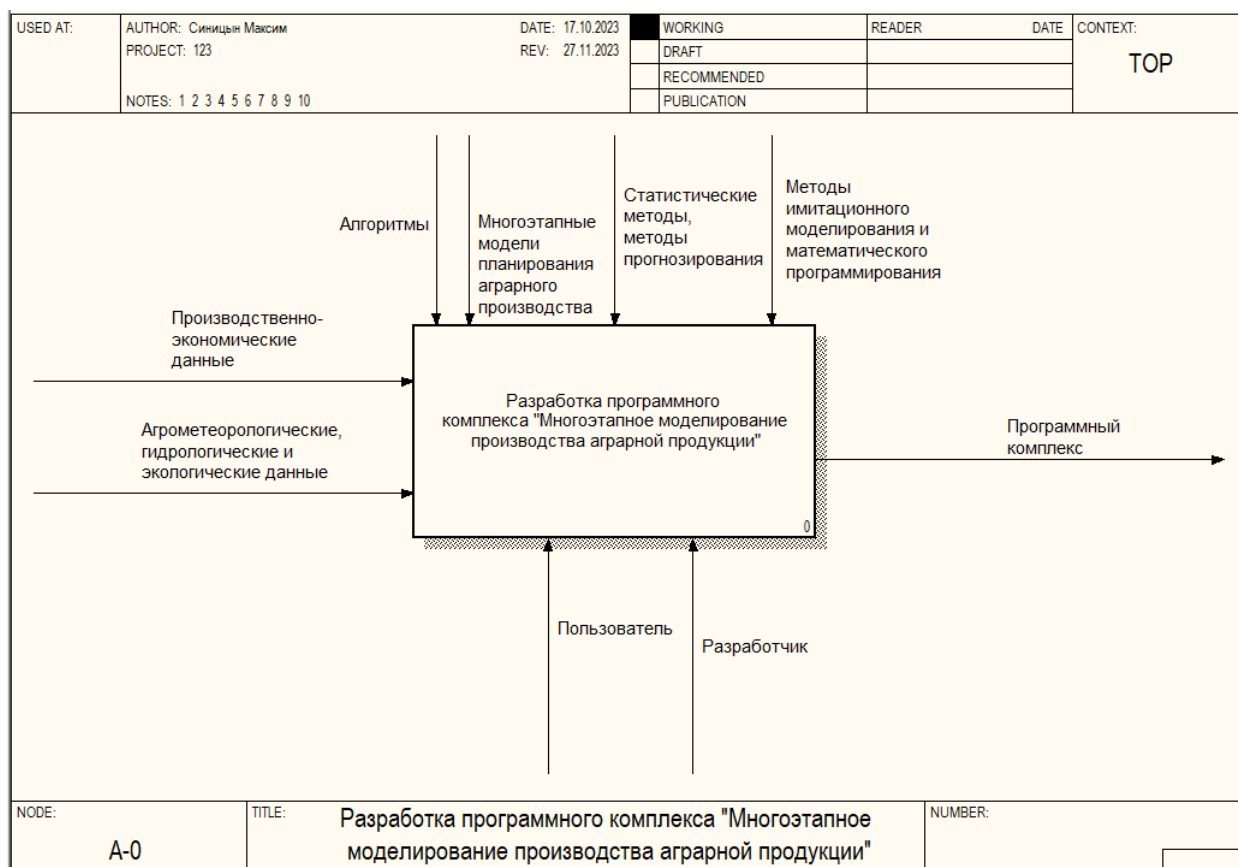 USED AT:
AUTHOR: Синицын Максим
DATE: 17.10.2023
WORKING
READER
DATE
CONTEXT:
PROJECT: 123
REV: 27.11.2023
DRAFT
TOP
RECOMMENDED
NOTES: 1 2 3 4 5 6 7 8 9 10
PUBLICATION
Алгоритмы
Многоэтапные
модели
планирования
аграрного
производства
Статистические
методы,
методы
прогнозирования
Методы
имитационного
моделирования и
математического
программирования
Производственно-
экономические
данные
Агрометеорологические,
гидрологические и
экологические данные
Разработка программного
комплекса "Многоэтапное моделирование
производства аграрной продукции"
0
Программный
комплекс
Пользователь
Разработчик
NODE:
A-0
TITLE:
Разработка программного комплекса "Многоэтапное
моделирование производства аграрной продукции"
NUMBER: